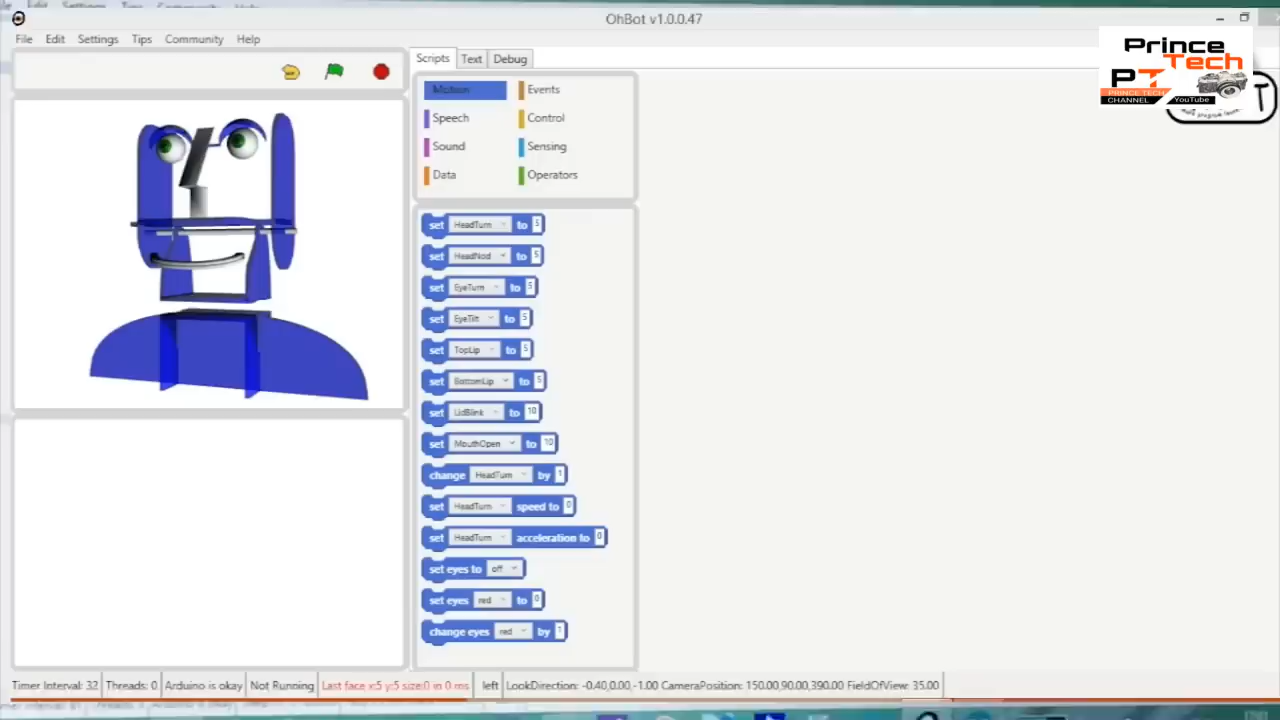 OhBot v1.0.0.47
File Edit Settings Tips Community Help
Prince
Tech
PT
PRINCE TECH
CHANNEL YouTube
T
Scripts Text Debug
Motion Events
Speech Control
Sound Sensing
Data Operators
set HeadTurn to 5
set HeadNod to 5
set EyeTurn to 5
set EyeTilt to 5
set TopLip to 5
set BottomLip to 5
set LidBlink to 10
set MouthOpen to 10
change HeadTurn by 1
set HeadTurn speed to 0
set HeadTurn acceleration to 0
set eyes to off
set eyes red to 0
change eyes red by 1
Timer Interval: 32 Threads: 0 Arduino is okay Not Running Last face x:5 y:5 size:0 in 0 ms left LookDirection: -0.40,0.00,-1.00 CameraPosition: 150.00,90.00,390.00 FieldOfView: 35.00